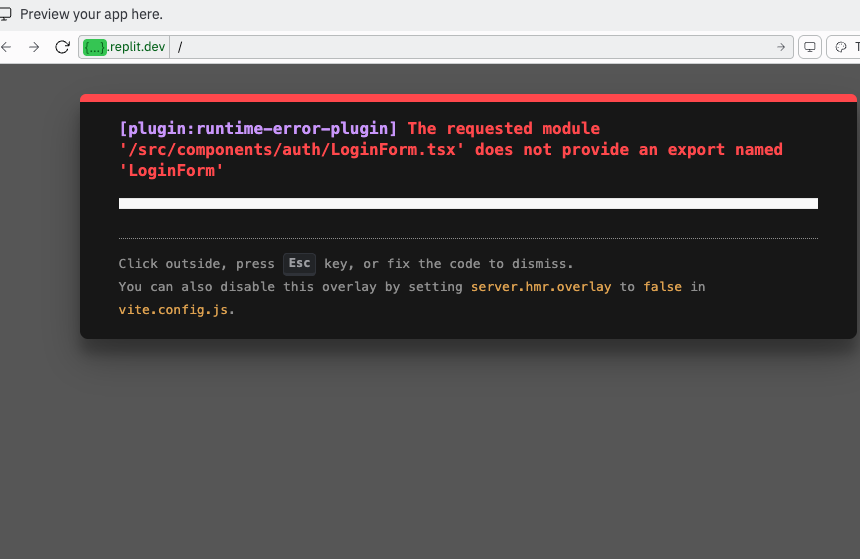 Preview your app here.
{...}.replit.dev /
[plugin:runtime-error-plugin] The requested module
'/src/components/auth/LoginForm.tsx' does not provide an export named
'LoginForm'
Click outside, press Esc key, or fix the code to dismiss.
You can also disable this overlay by setting server.hmr.overlay to false in
vite.config.js.